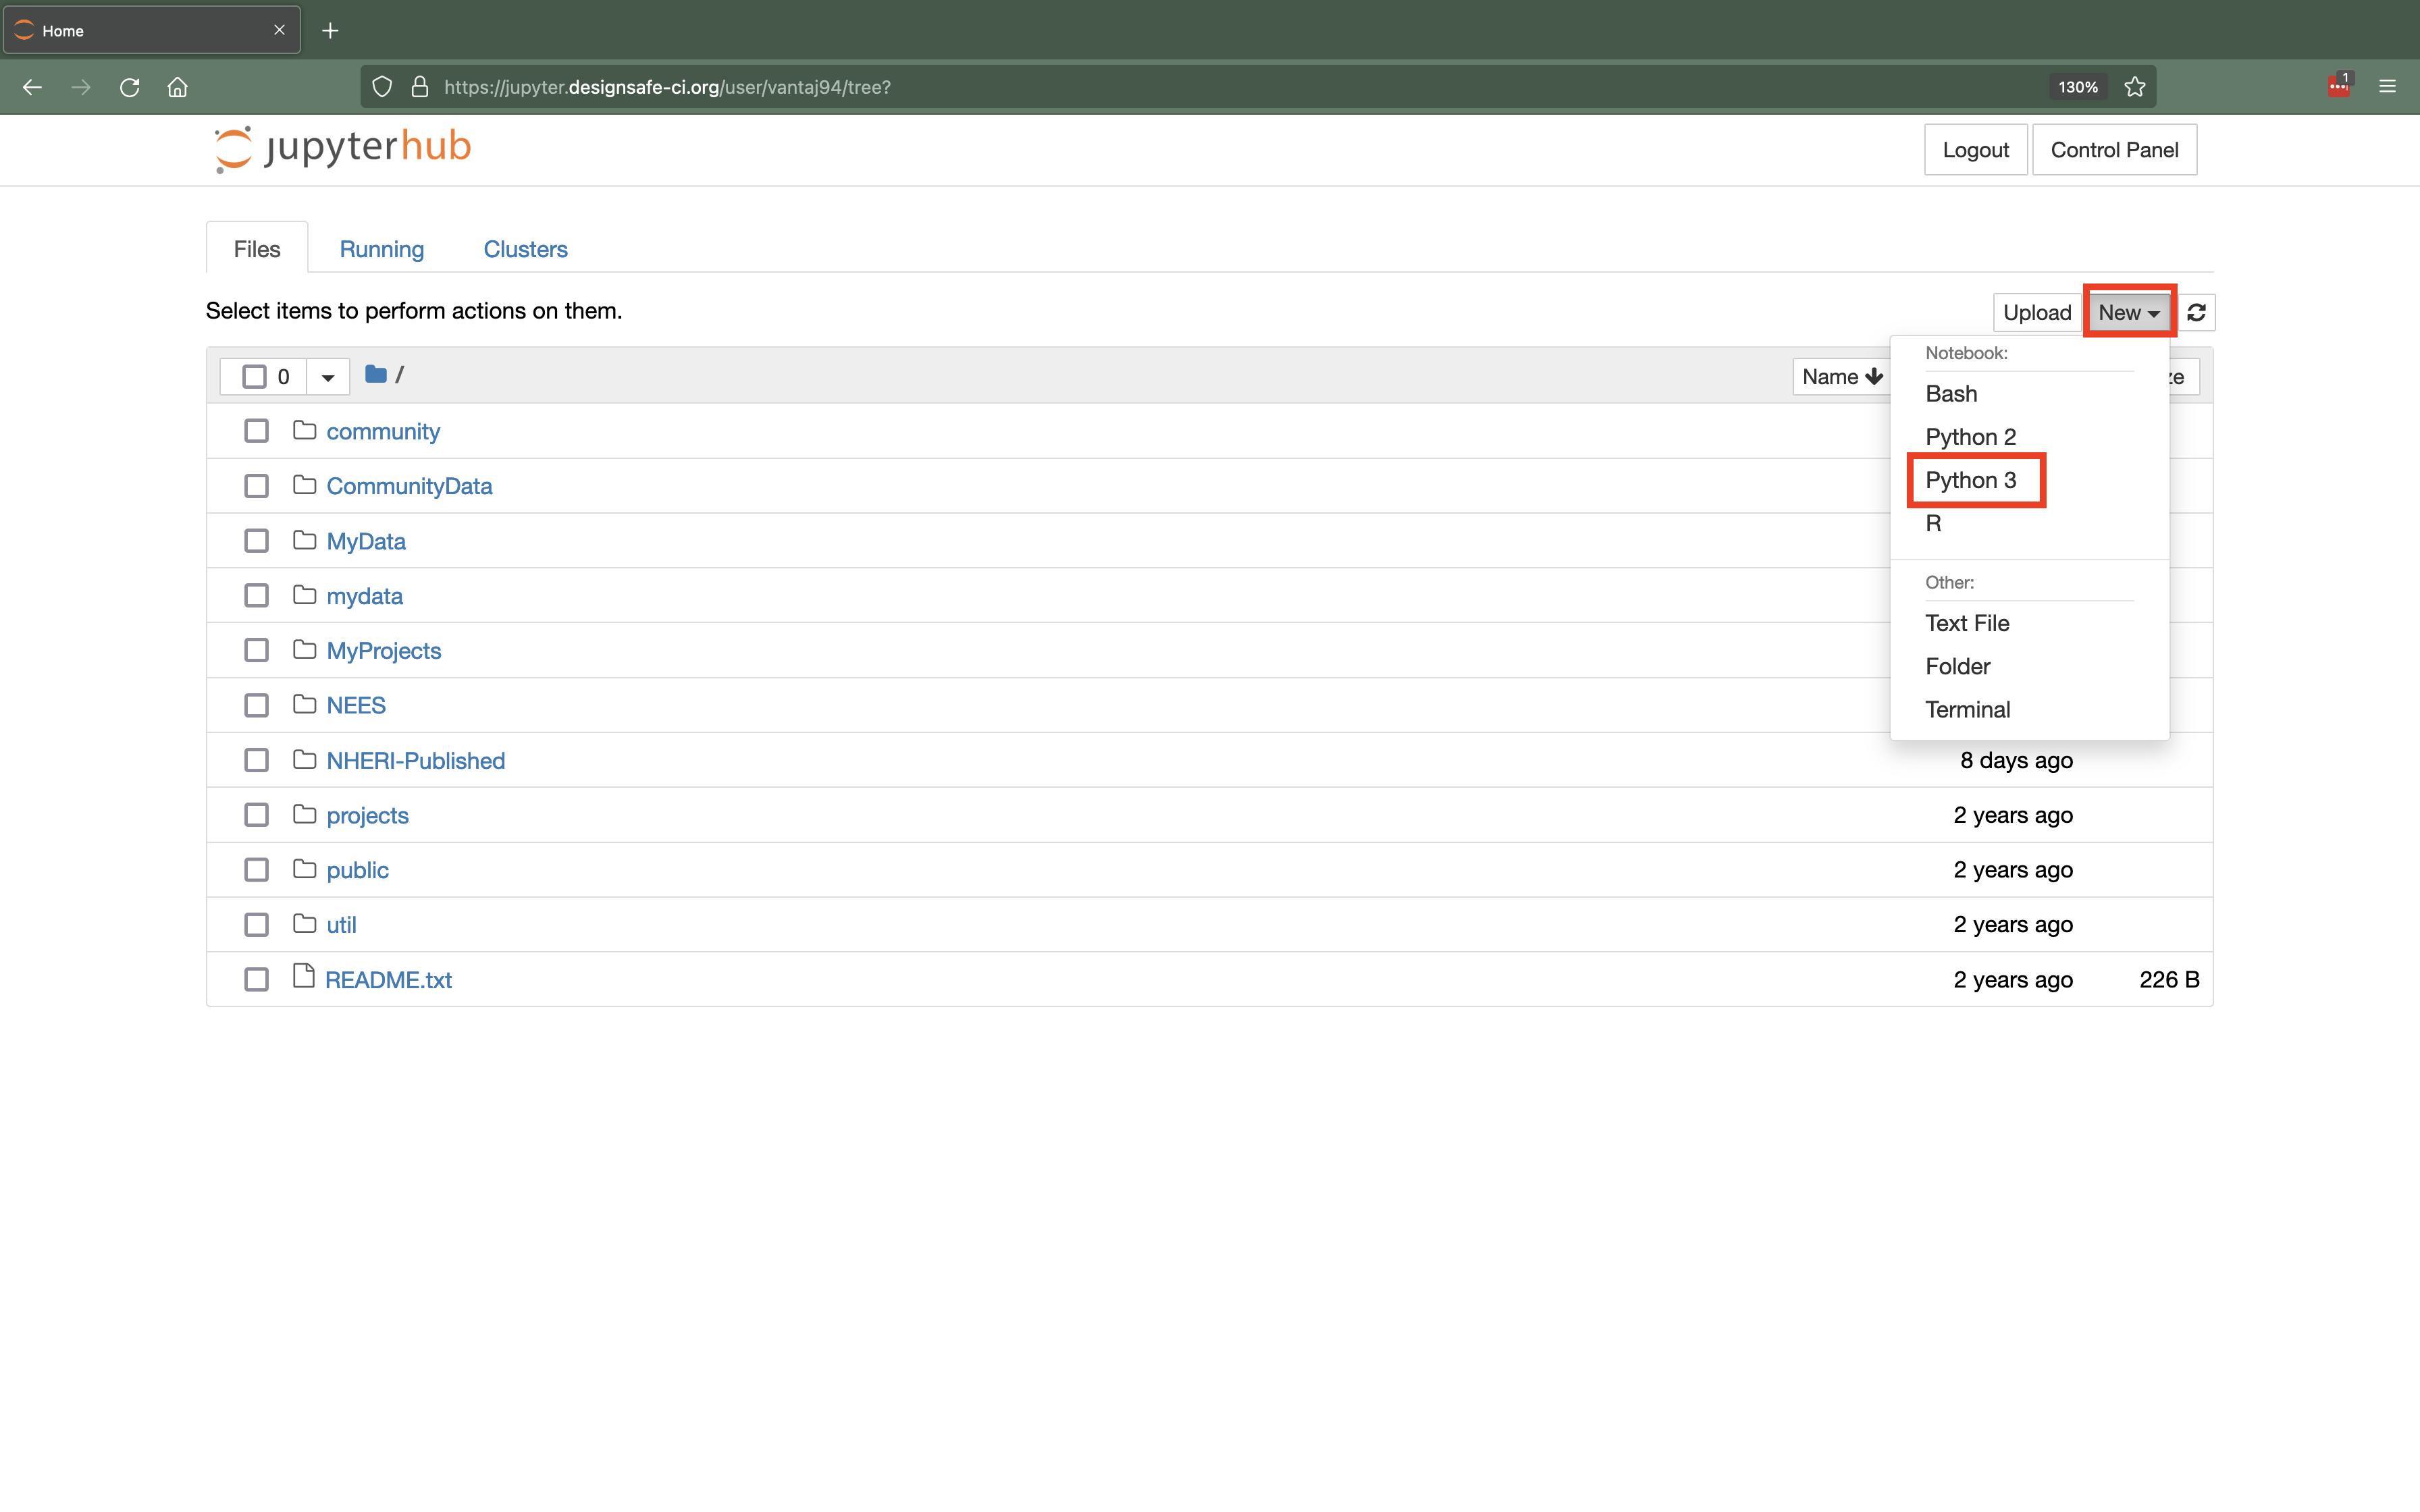 Home
https://jupyter.designsafe-ci.org/user/vantaj94/tree?
130%
1
jupyterhub
Logout
Control Panel
Files
Running
Clusters
Select items to perform actions on them.
Upload
New
0
/
Name
ze
Notebook:
Bash
Python 2
Python 3
R
Other:
Text File
Folder
Terminal
community
CommunityData
MyData
mydata
MyProjects
NEES
NHERI-Published
8 days ago
projects
2 years ago
public
2 years ago
util
2 years ago
README.txt
2 years ago
226 B